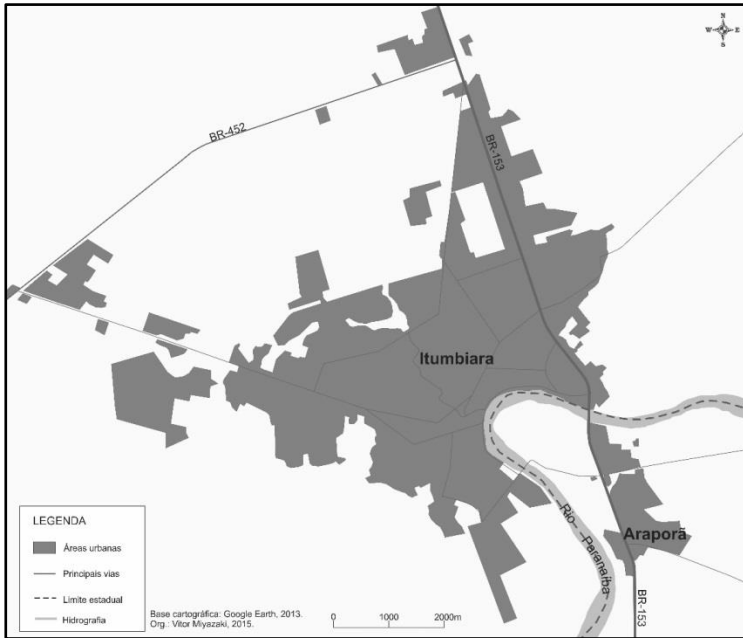 N
W E
S
BR-452
BR-153
Itumbiara
Araporã
Rio Paranaíba
BR-153
LEGENDA
Áreas urbanas
Principais vias
Limite estadual
Hidrografia
Base cartográfica: Google Earth, 2013.
Org.: Vitor Miyazaki, 2015.
0 1000 2000m